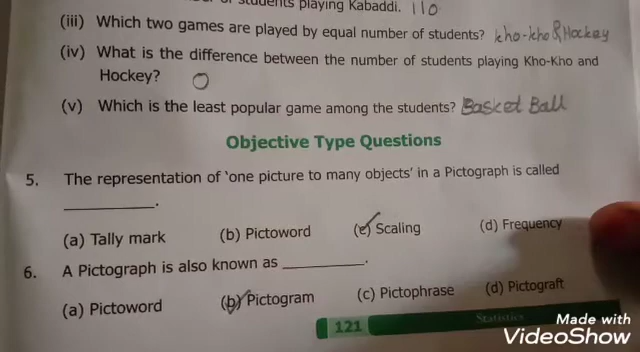 students playing Kabaddi. 110
(iii) Which two games are played by equal number of students? kho-kho & Hockey
(iv) What is the difference between the number of students playing Kho-Kho and
Hockey? 0
(v) Which is the least popular game among the students? Basked Ball
Objective Type Questions
5. The representation of 'one picture to many objects' in a Pictograph is called
____________.
(a) Tally mark (b) Pictoword (c) Scaling (d) Frequency
6. A Pictograph is also known as ____________.
(a) Pictoword (b) Pictogram (c) Pictophrase (d) Pictograft
121 Statistics
Made with
VideoShow